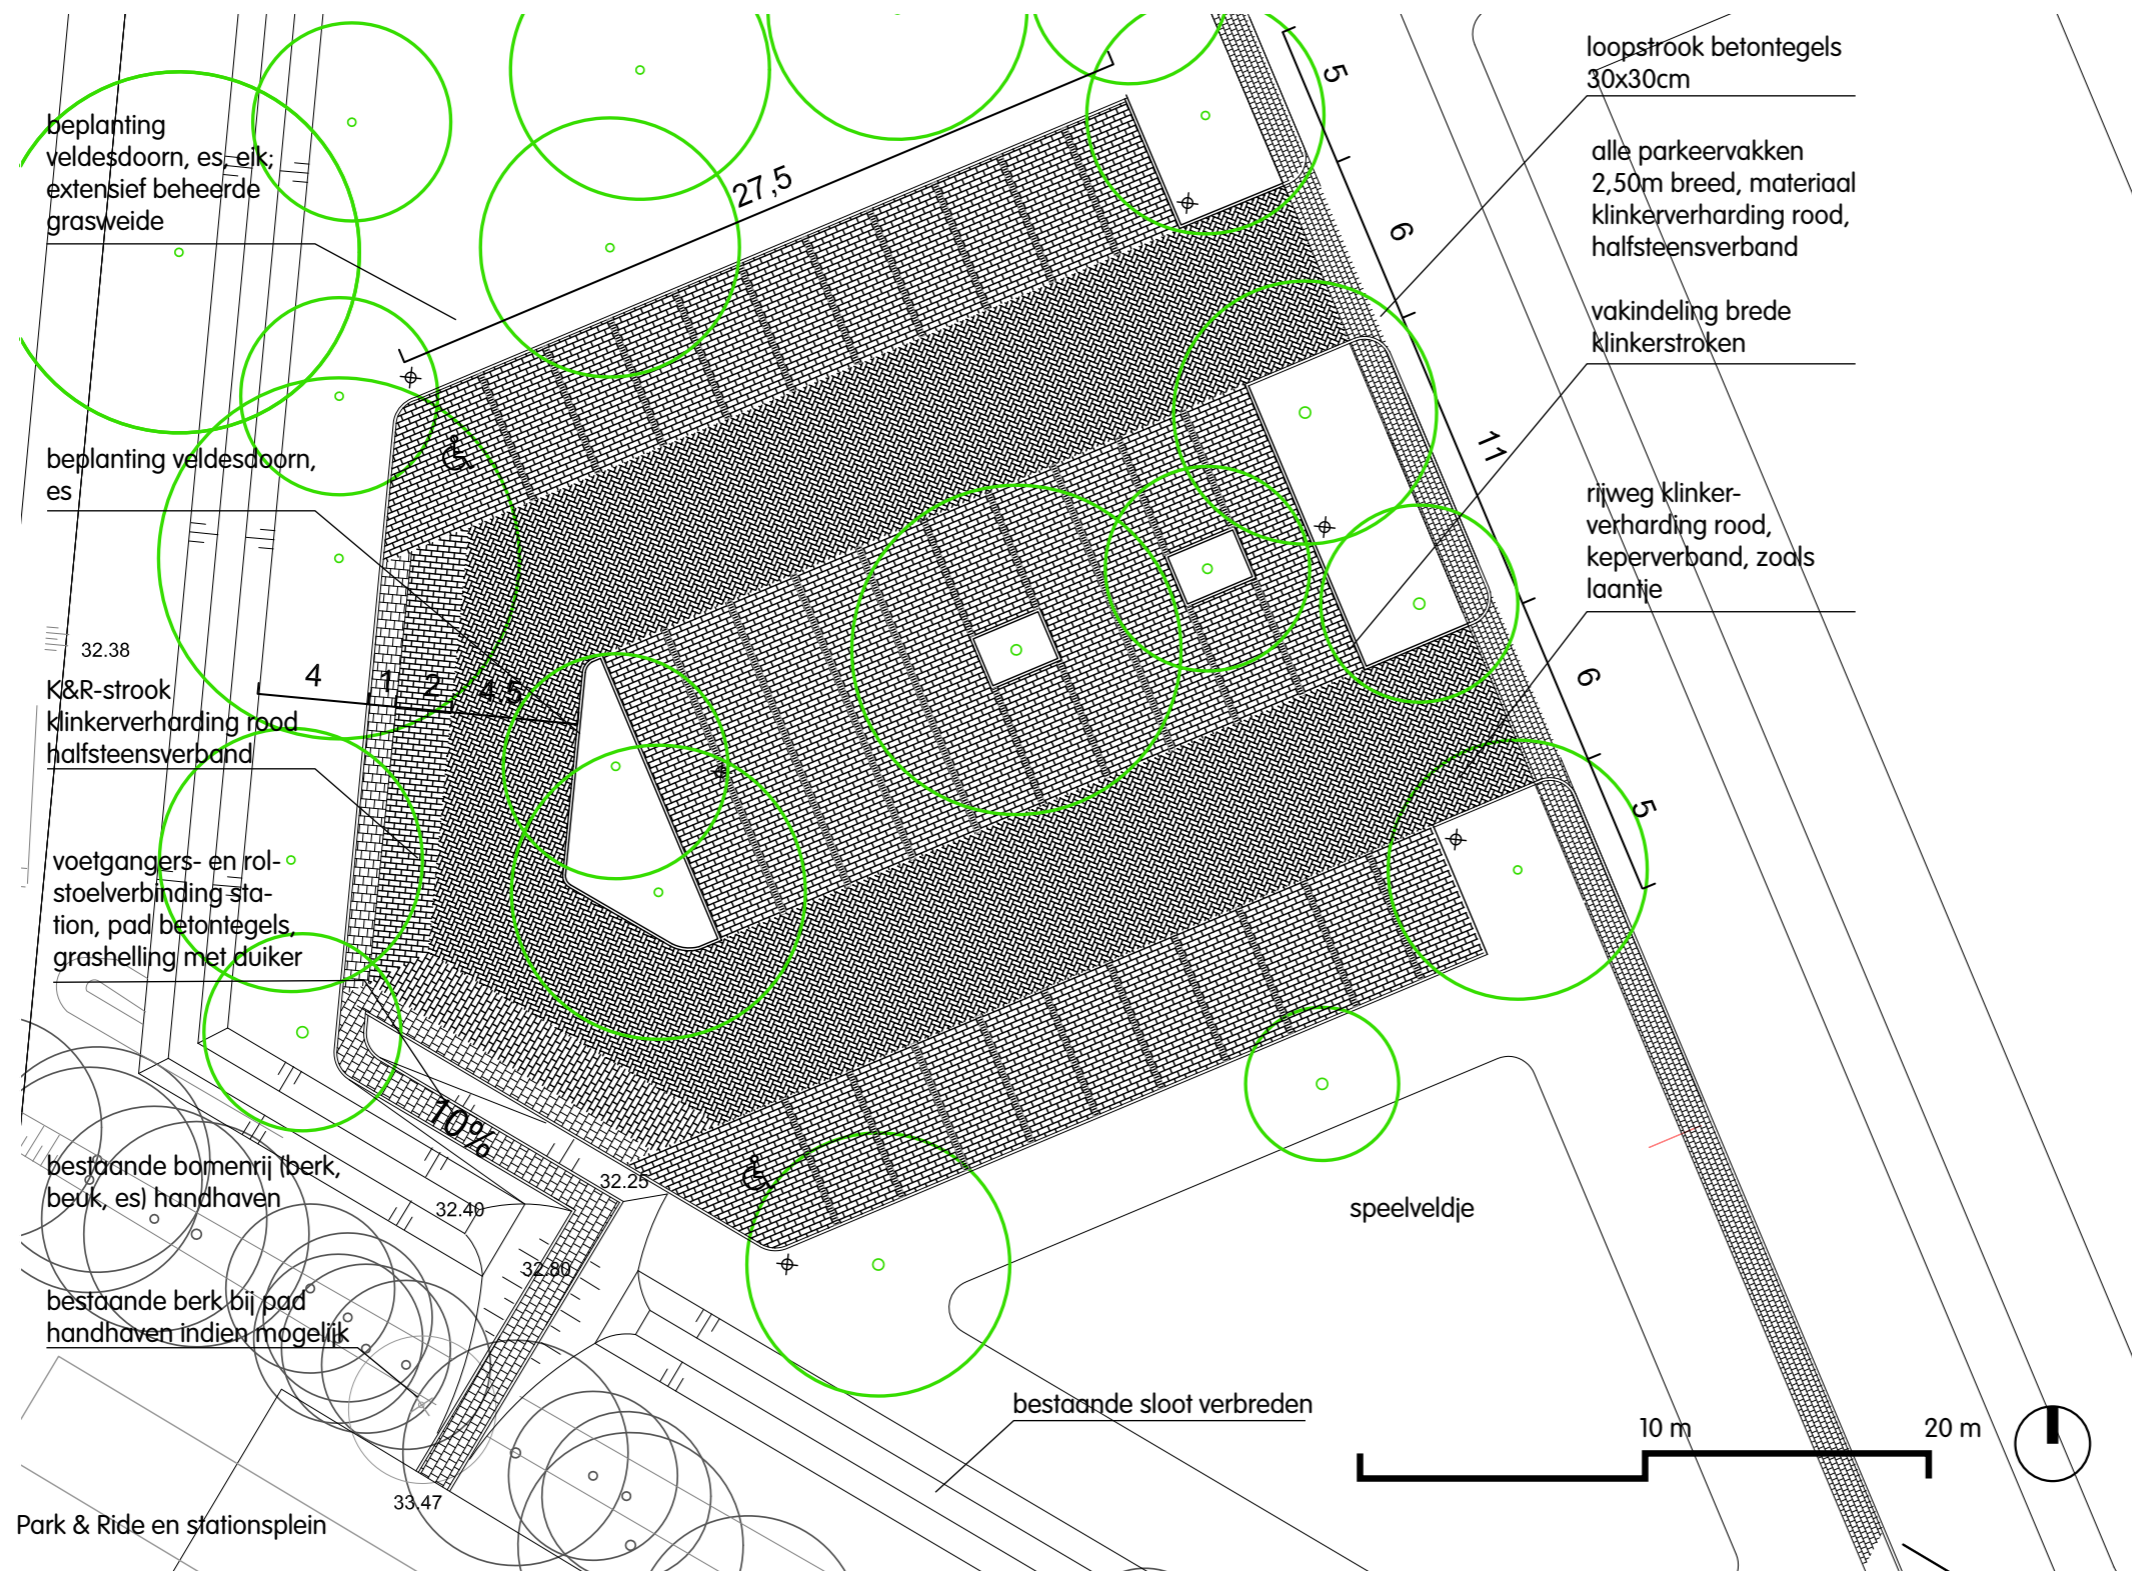 beplanting
veldesdoorn, es, eik;
extensief beheerde
grasweide
beplanting veldesdoorn,
es
32.38
K&R-strook
klinkerverharding rood
halfsteensverband
voetgangers- en rol-
stoelverbinding sta-
tion, pad betontegels,
grashelling met duiker
bestaande bomenrij (berk,
beuk, es) handhaven
bestaande berk bij pad
handhaven indien mogelijk
Park & Ride en stationsplein
27,5
4
1
2
4,5
10%
32.25
32.40
32.80
33.47
5
6
11
6
5
loopstrook betontegels
30x30cm
alle parkeervakken
2,50m breed, materiaal
klinkerverharding rood,
halfsteensverband
vakindeling brede
klinkerstroken
rijweg klinker-
verharding rood,
keperverband, zoals
laantje
speelveldje
bestaande sloot verbreden
10 m
20 m